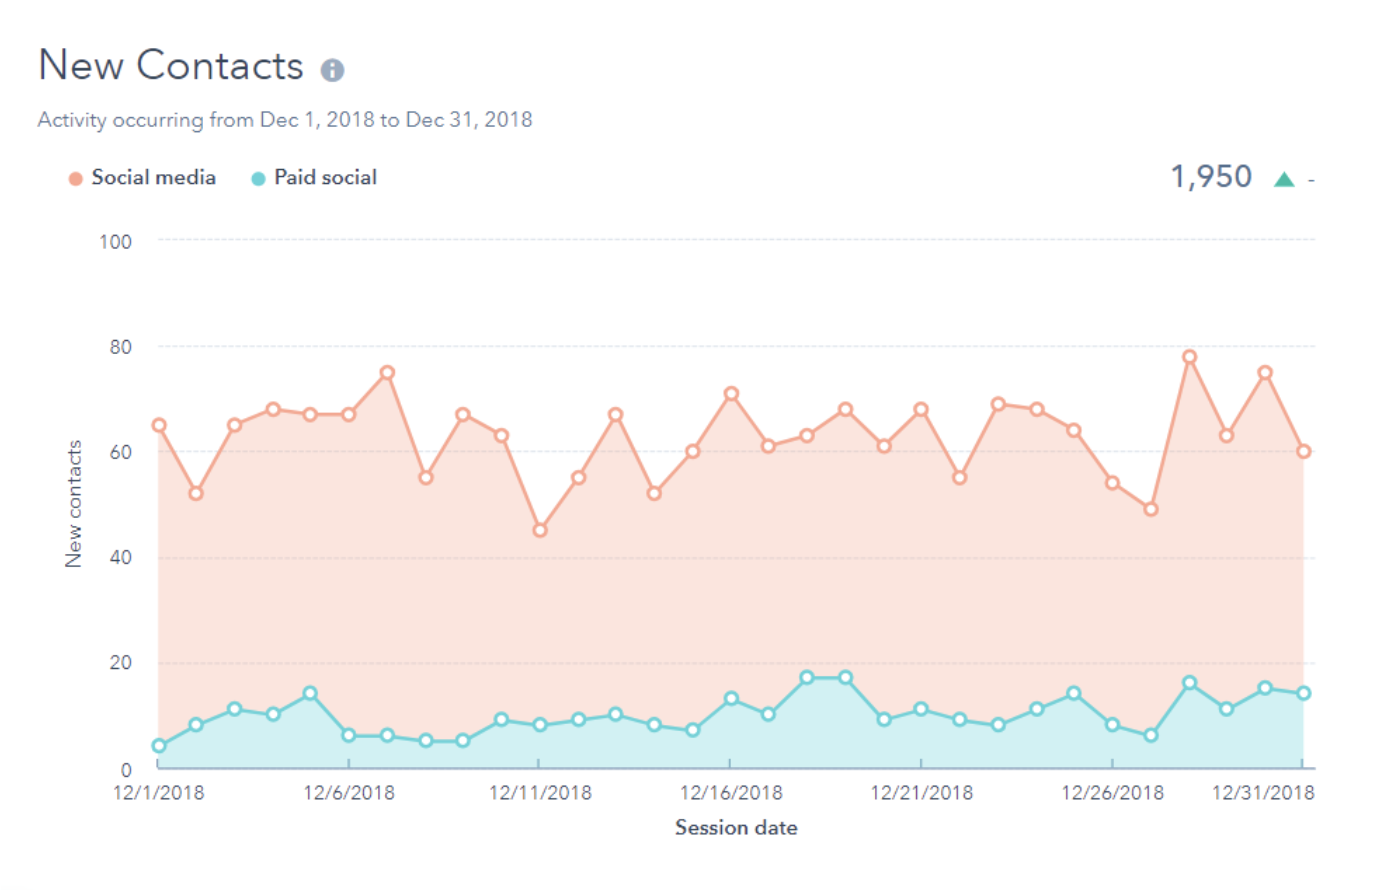 New Contacts
Activity occurring from Dec 1, 2018 to Dec 31, 2018
Social media Paid social
1,950 -
100
80
60
40
20
0
New contacts
12/1/2018 12/6/2018 12/11/2018 12/16/2018 12/21/2018 12/26/2018 12/31/2018
Session date